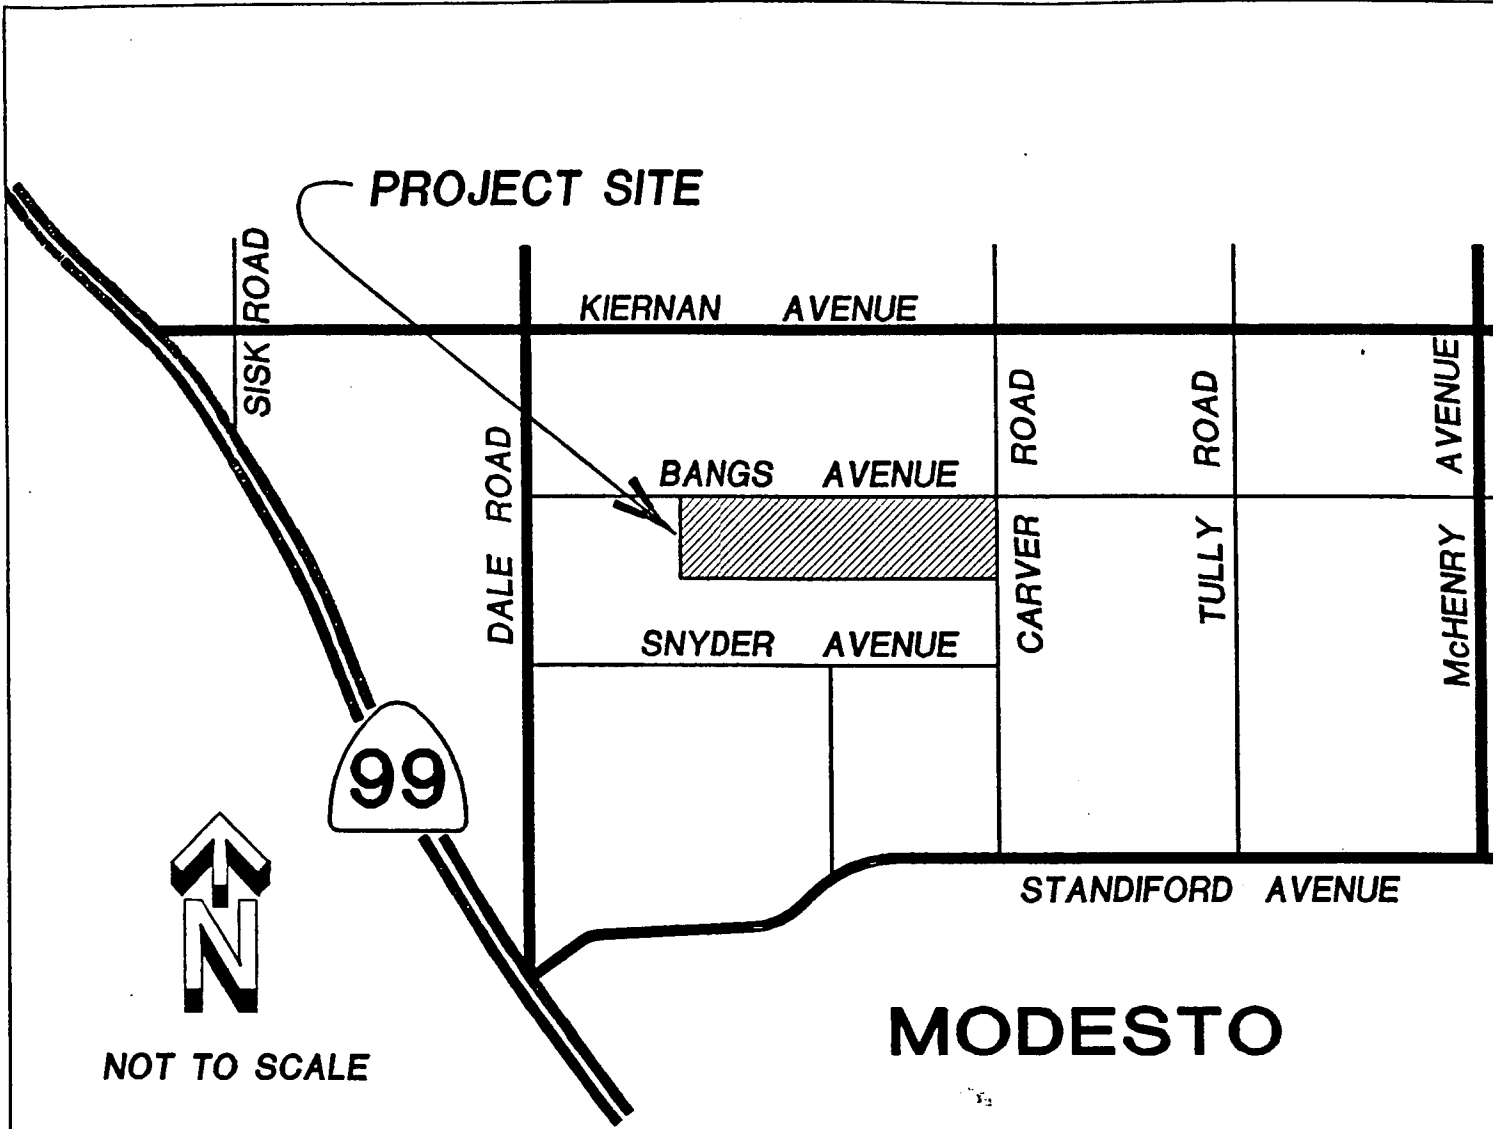 PROJECT SITE
SISK ROAD
KIERNAN AVENUE
DALE ROAD
BANGS AVENUE
CARVER ROAD
TULLY ROAD
McHENRY AVENUE
SNYDER AVENUE
99
STANDIFORD AVENUE
N
MODESTO
NOT TO SCALE